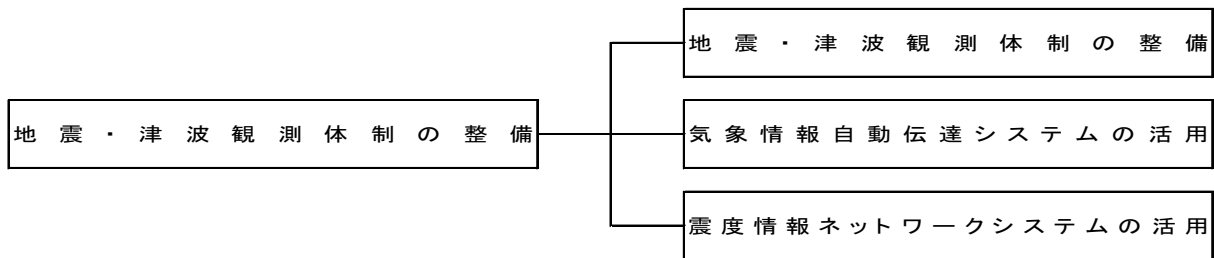 地震・津波観測体制の整備
地震・津波観測体制の整備
気象情報自動伝達システムの活用
震度情報ネットワークシステムの活用